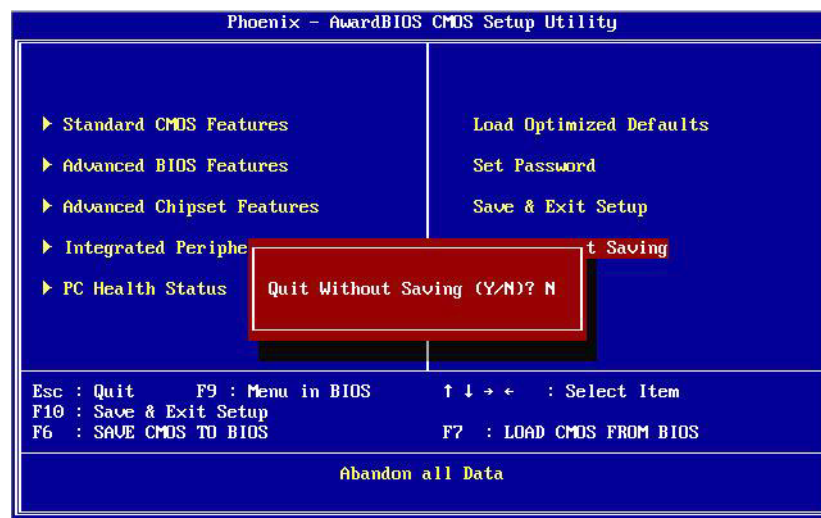 Phoenix - AwardBIOS CMOS Setup Utility
Standard CMOS Features
Advanced BIOS Features
Advanced Chipset Features
Integrated Periphe
PC Health Status
Load Optimized Defaults
Set Password
Save & Exit Setup
t Saving
Quit Without Saving (Y/N)? N
Esc : Quit F9 : Menu in BIOS ↑ ↓ → ← : Select Item
F10 : Save & Exit Setup
F6 : SAVE CMOS TO BIOS F7 : LOAD CMOS FROM BIOS
Abandon all Data